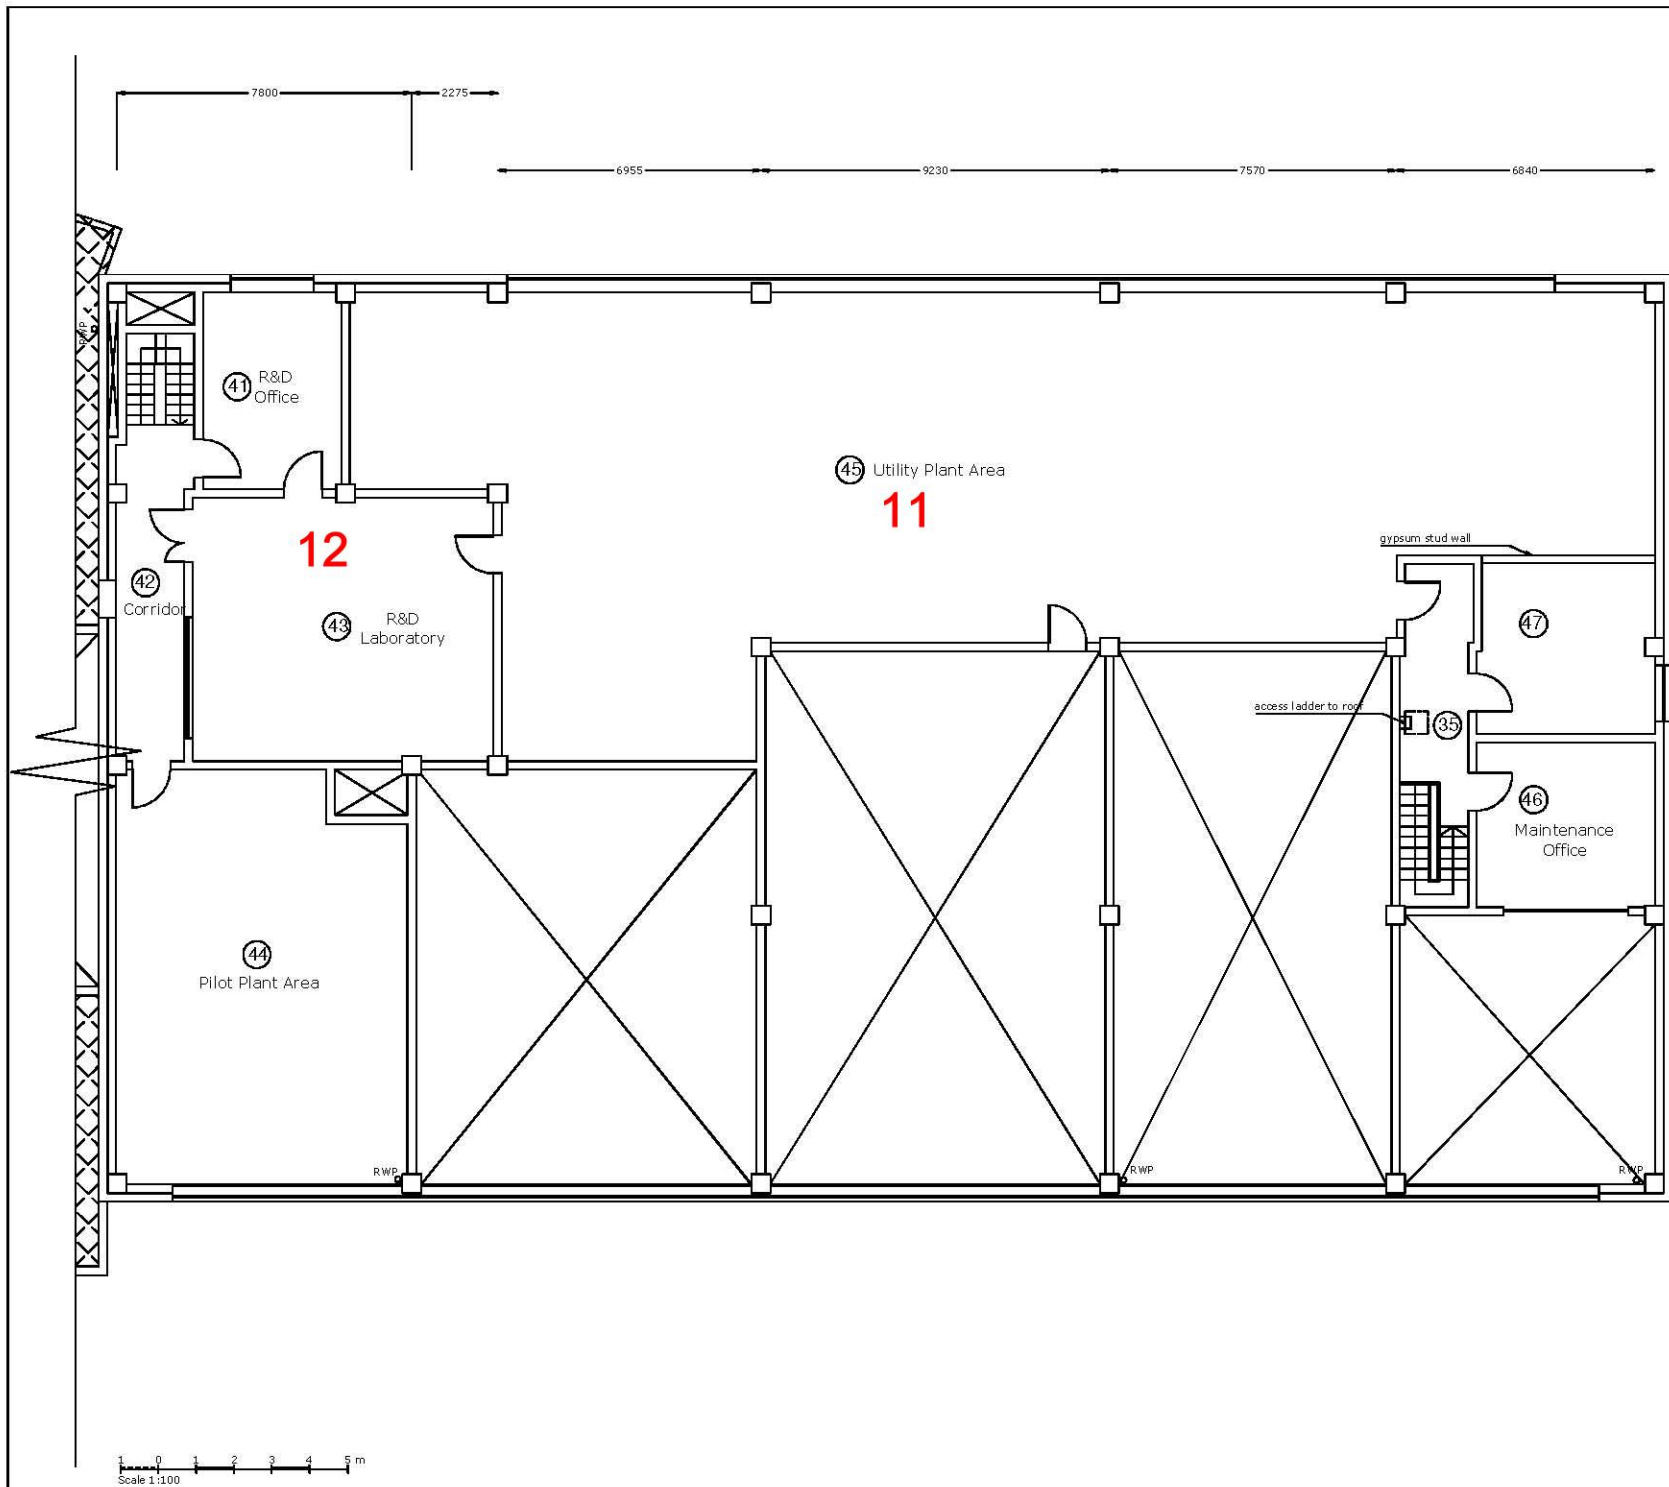 7800
2275
6955
9230
7570
6840
RWP
41
R&D
Office
45 Utility Plant Area
11
12
gypsum stud wall
42
Corridor
43
R&D
Laboratory
47
access ladder to roof
35
46
Maintenance
Office
44
Pilot Plant Area
RWP
RWP
RWP
1 0 1 2 3 4 5 m
Scale 1:100